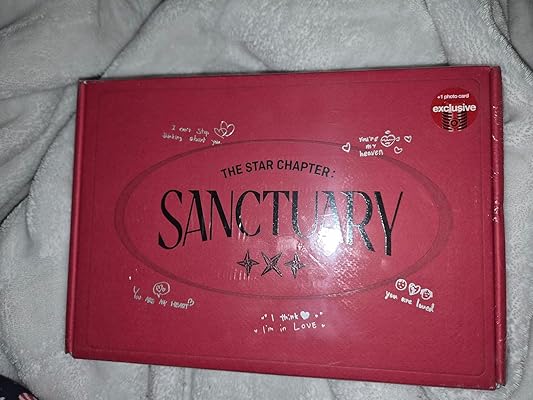 +1 photo card
exclusive
I can't stop
thinking about you
YOU'RE
MY
heaven
THE STAR CHAPTER:
SANCTUARY
YOU ARE MY HEART
you are loved
I think
I'm in LOVE